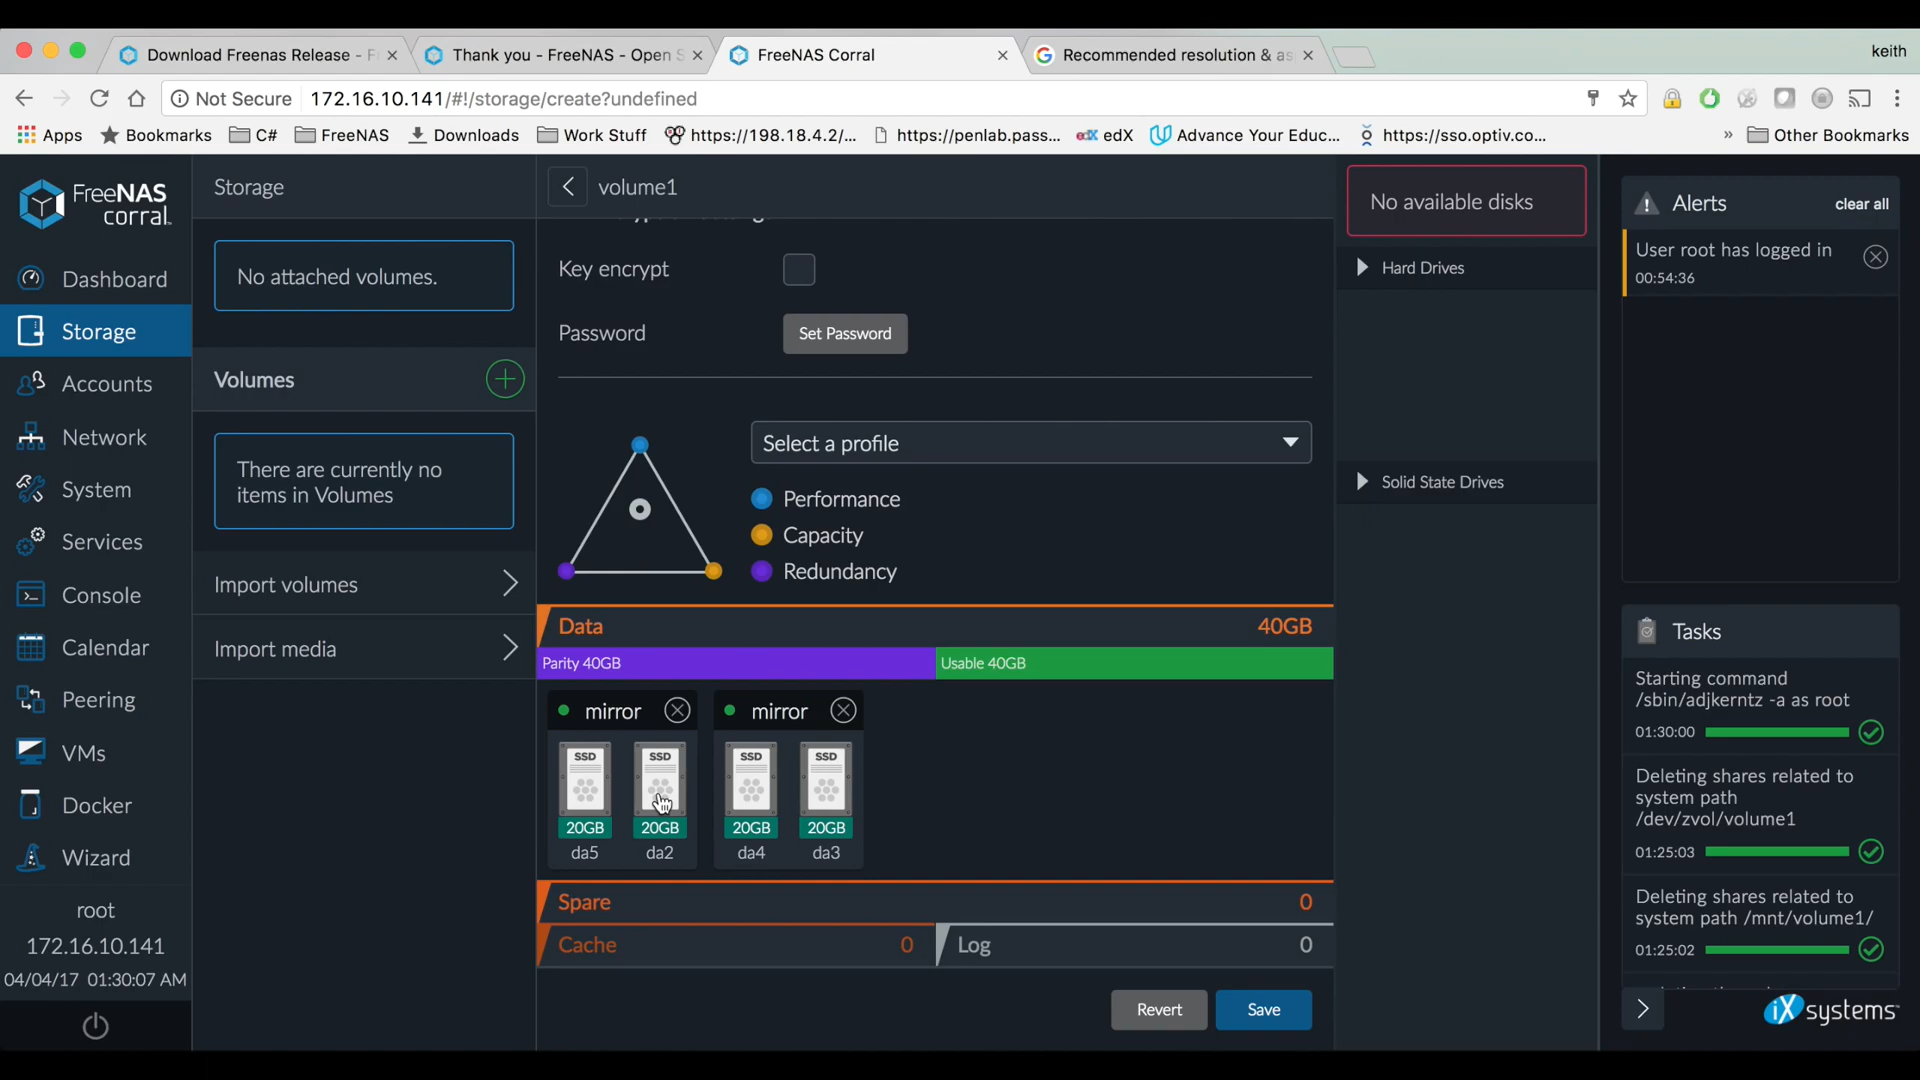 Download Freenas Release - F
Thank you - FreeNAS - Open S
FreeNAS Corral
Recommended resolution & as
keith
Not Secure
172.16.10.141/#!/storage/create?undefined
Apps
Bookmarks
C#
FreeNAS
Downloads
Work Stuff
https://198.18.4.2/...
https://penlab.pass...
edX edX
Advance Your Educ...
https://sso.optiv.co...
»
Other Bookmarks
FreeNAS
corral™
Dashboard
Storage
Accounts
Network
System
Services
Console
Calendar
Peering
VMs
Docker
Wizard
root
172.16.10.141
04/04/17 01:30:07 AM
Storage
No attached volumes.
Volumes
There are currently no
items in Volumes
Import volumes
Import media
volume1
Key encrypt
Password
Set Password
Select a profile
Performance
Capacity
Redundancy
Data
40GB
Parity 40GB
Usable 40GB
mirror
mirror
SSD
SSD
SSD
SSD
20GB
20GB
20GB
20GB
da5
da2
da4
da3
Spare
0
Cache
0
Log
0
Revert
Save
No available disks
Hard Drives
Solid State Drives
Alerts
clear all
User root has logged in
00:54:36
Tasks
Starting command
/sbin/adjkerntz -a as root
01:30:00
Deleting shares related to
system path
/dev/zvol/volume1
01:25:03
Deleting shares related to
system path /mnt/volume1/
01:25:02
iXsystems